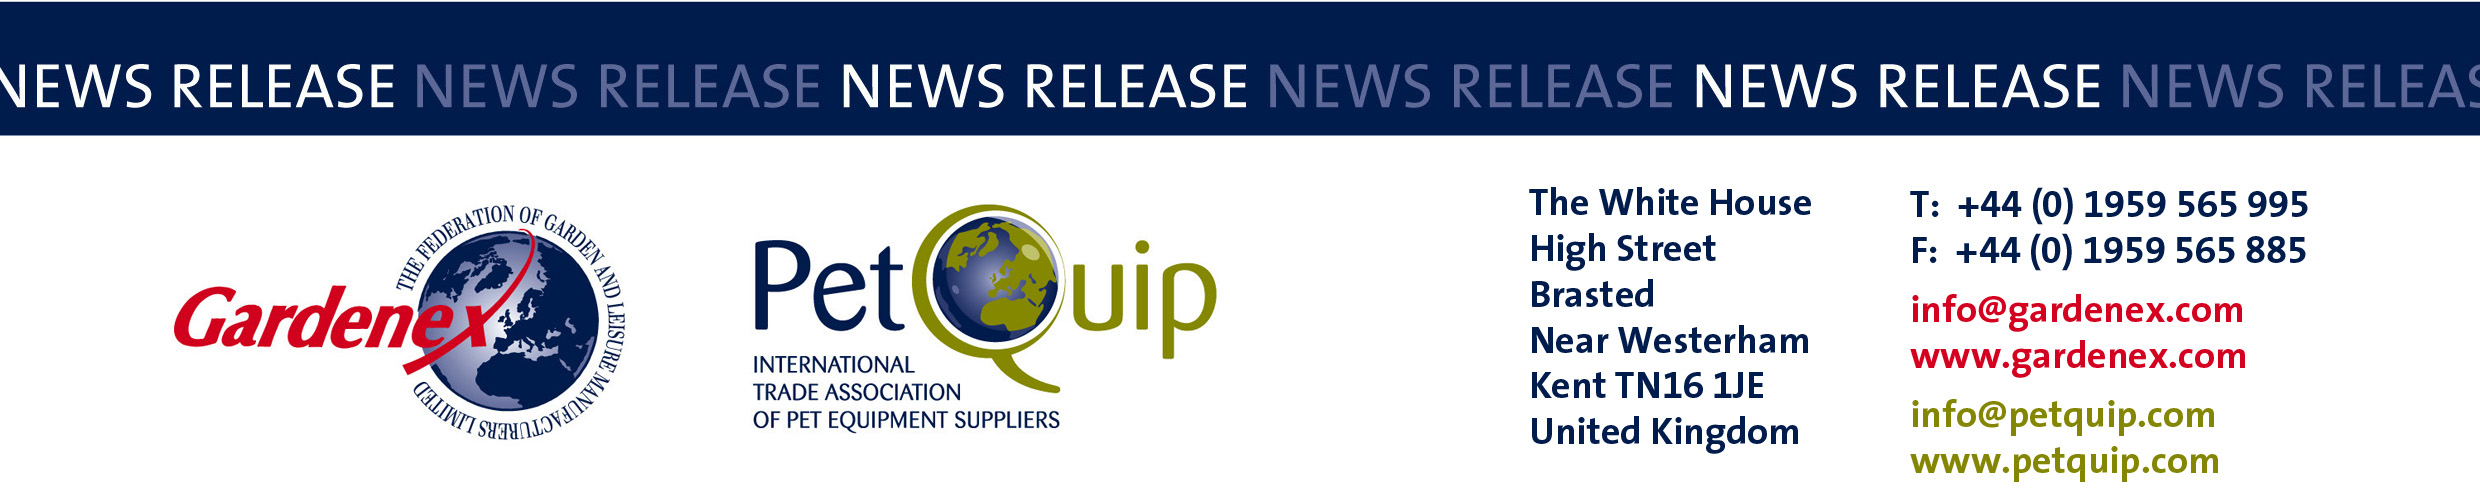 NEWS RELEASE NEWS RELEASE NEWS RELEASE NEWS RELEASE NEWS RELEASE NEWS RELEAS
THE FEDERATION OF GARDEN AND LEISURE MANUFACTURERS LIMITED
Gardenex
PetQuip
INTERNATIONAL
TRADE ASSOCIATION
OF PET EQUIPMENT SUPPLIERS
The White House
High Street
Brasted
Near Westerham
Kent TN16 1JE
United Kingdom
T: +44 (0) 1959 565 995
F: +44 (0) 1959 565 885
info@gardenex.com
www.gardenex.com
info@petquip.com
www.petquip.com